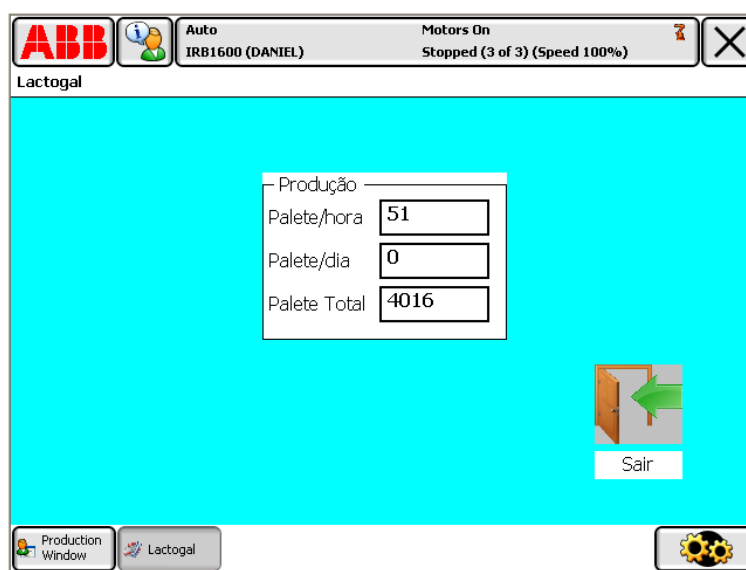 ABB
Auto
IRB1600 (DANIEL)
Motors On
Stopped (3 of 3) (Speed 100%)
Lactogal
Produção
Palete/hora 51
Palete/dia 0
Palete Total 4016
Sair
Production
Window
Lactogal